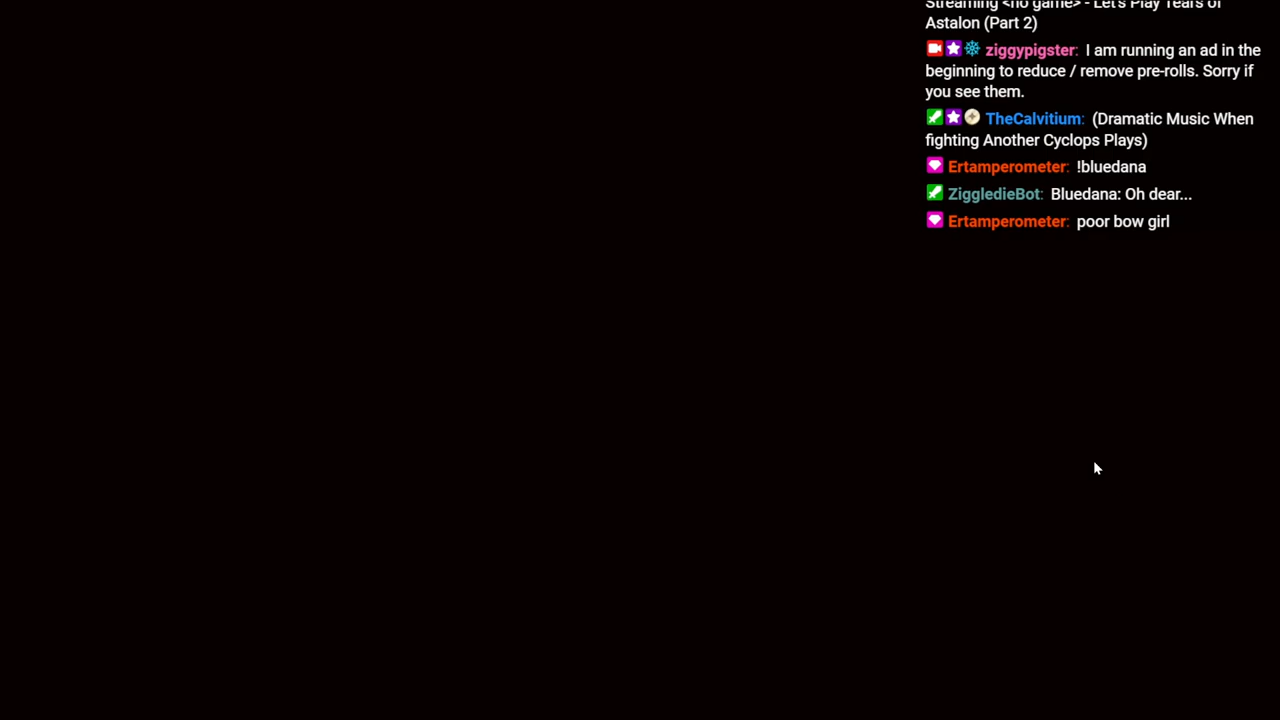 Streaming <no game> - Let's Play Tears of
Astalon (Part 2)
ziggypigster: I am running an ad in the
beginning to reduce / remove pre-rolls. Sorry if
you see them.
TheCalvitium: (Dramatic Music When
fighting Another Cyclops Plays)
Ertamperometer: !bluedana
ZiggledieBot: Bluedana: Oh dear...
Ertamperometer: poor bow girl